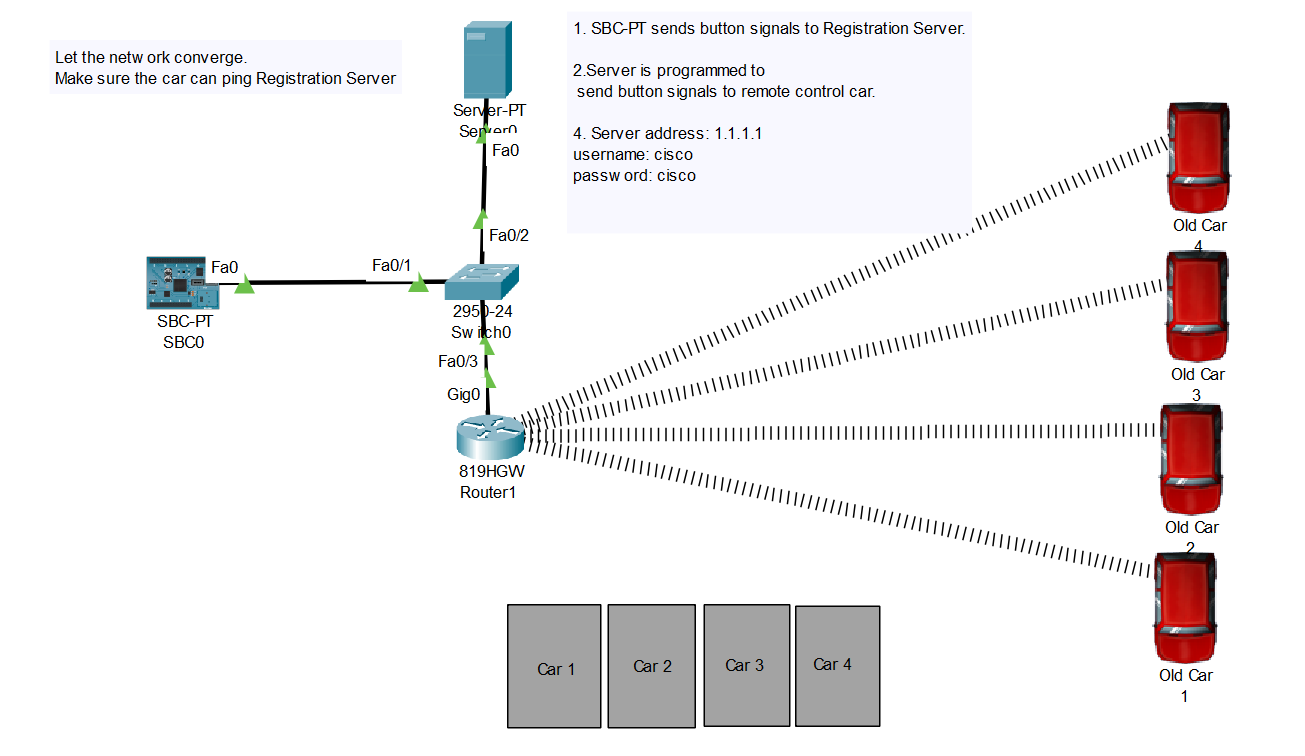 Let the netw ork converge.
Make sure the car can ping Registration Server
1. SBC-PT sends button signals to Registration Server.
2.Server is programmed to
send button signals to remote control car.
4. Server address: 1.1.1.1
username: cisco
passw ord: cisco
Server-PT
Server0
Fa0
Fa0/2
Fa0
Fa0/1
SBC-PT
SBC0
2950-24
Switch0
Fa0/3
Gig0
819HGW
Router1
Old Car
4
Old Car
3
Old Car
2
Old Car
1
Car 1
Car 2
Car 3
Car 4